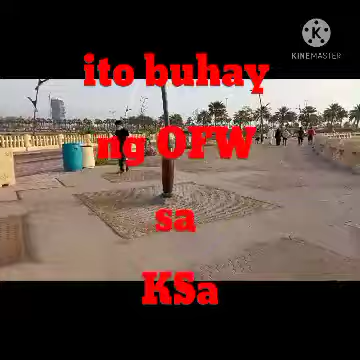 KINEMASTER
ito buhay
ng OFW
sa
KSa